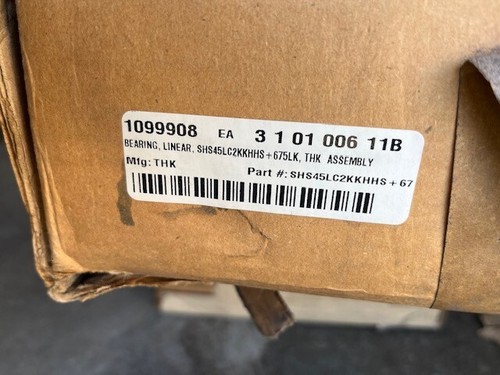 1099908 EA 3 1 01 006 11B
BEARING, LINEAR, SHS45LC2KKHHS+675LK, THK ASSEMBLY
Mfg: THK Part #: SHS45LC2KKHHS+67